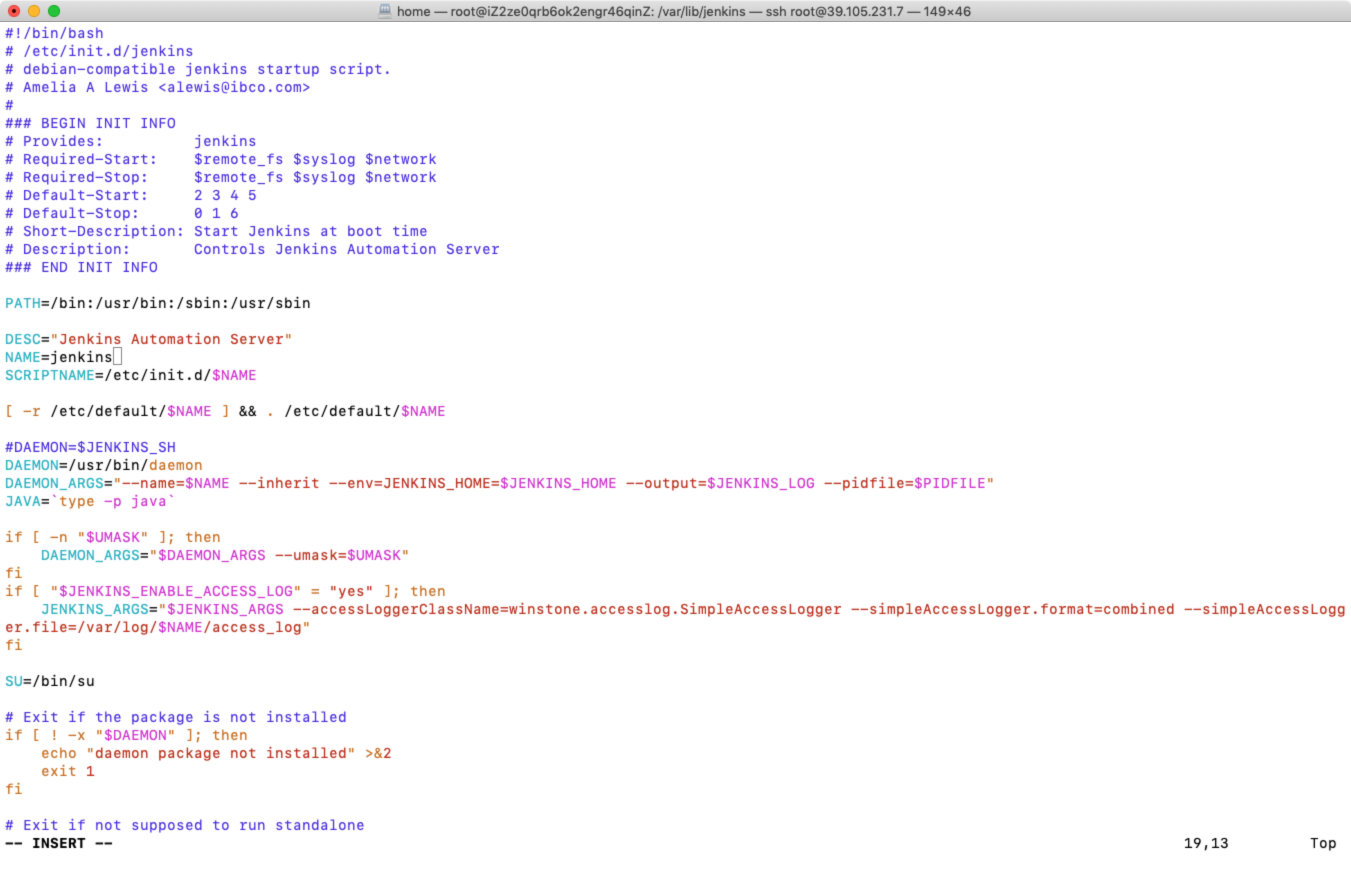 home — root@iZ2ze0qrb6ok2engr46qinZ: /var/lib/jenkins — ssh root@39.105.231.7 — 149×46
#!/bin/bash
# /etc/init.d/jenkins
# debian-compatible jenkins startup script.
# Amelia A Lewis <alewis@ibco.com>
#
### BEGIN INIT INFO
# Provides:          jenkins
# Required-Start:    $remote_fs $syslog $network
# Required-Stop:     $remote_fs $syslog $network
# Default-Start:     2 3 4 5
# Default-Stop:      0 1 6
# Short-Description: Start Jenkins at boot time
# Description:       Controls Jenkins Automation Server
### END INIT INFO

PATH=/bin:/usr/bin:/sbin:/usr/sbin

DESC="Jenkins Automation Server"
NAME=jenkins
SCRIPTNAME=/etc/init.d/$NAME

[ -r /etc/default/$NAME ] && . /etc/default/$NAME

#DAEMON=$JENKINS_SH
DAEMON=/usr/bin/daemon
DAEMON_ARGS="--name=$NAME --inherit --env=JENKINS_HOME=$JENKINS_HOME --output=$JENKINS_LOG --pidfile=$PIDFILE"
JAVA=`type -p java`

if [ -n "$UMASK" ]; then
    DAEMON_ARGS="$DAEMON_ARGS --umask=$UMASK"
fi
if [ "$JENKINS_ENABLE_ACCESS_LOG" = "yes" ]; then
    JENKINS_ARGS="$JENKINS_ARGS --accessLoggerClassName=winstone.accesslog.SimpleAccessLogger --simpleAccessLogger.format=combined --simpleAccessLogg
er.file=/var/log/$NAME/access_log"
fi

SU=/bin/su

# Exit if the package is not installed
if [ ! -x "$DAEMON" ]; then
    echo "daemon package not installed" >&2
    exit 1
fi

# Exit if not supposed to run standalone
-- INSERT --                                                                 19,13         Top